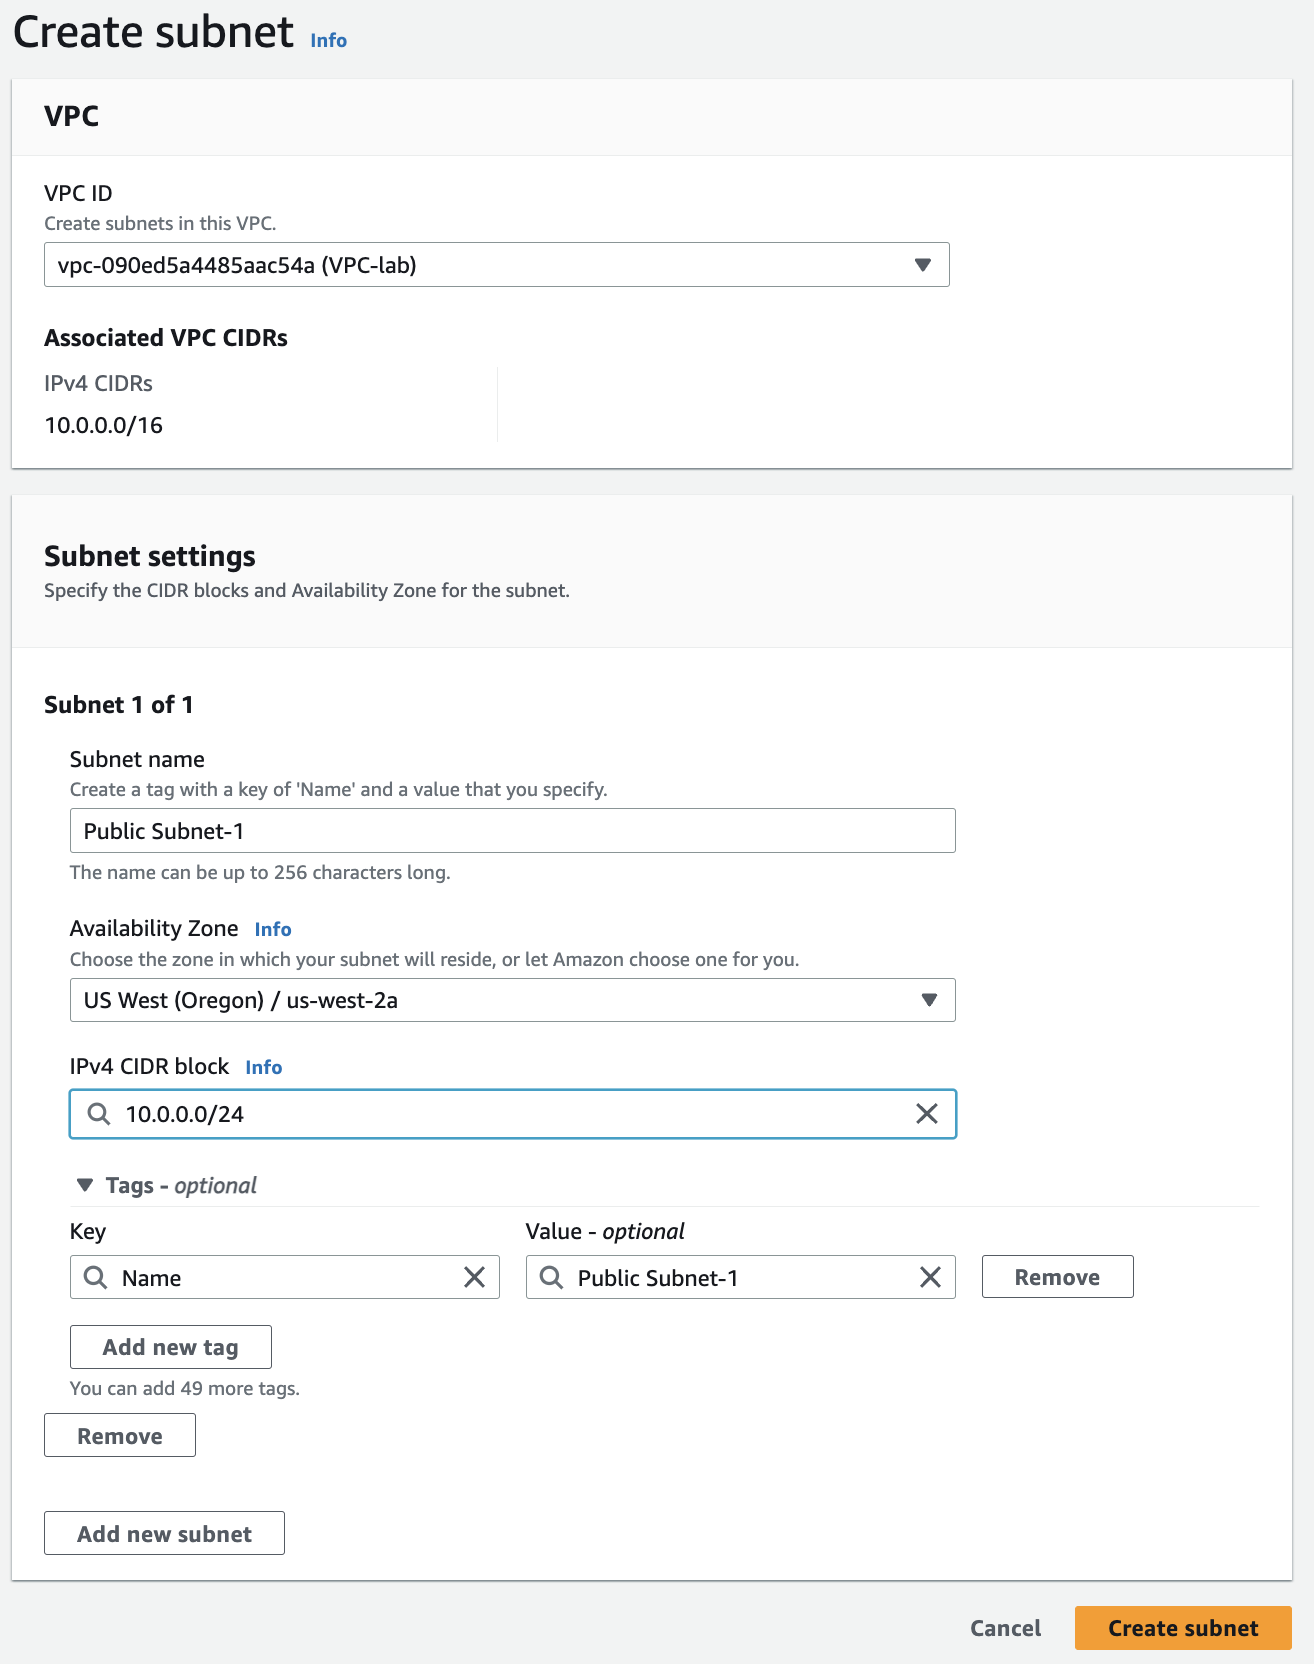 Create subnet Info
VPC
VPC ID
Create subnets in this VPC.
vpc-090ed5a4485aac54a (VPC-lab)
Associated VPC CIDRs
IPv4 CIDRs
10.0.0.0/16
Subnet settings
Specify the CIDR blocks and Availability Zone for the subnet.
Subnet 1 of 1
Subnet name
Create a tag with a key of 'Name' and a value that you specify.
Public Subnet-1
The name can be up to 256 characters long.
Availability Zone Info
Choose the zone in which your subnet will reside, or let Amazon choose one for you.
US West (Oregon) / us-west-2a
IPv4 CIDR block Info
10.0.0.0/24
Tags - optional
Key Value - optional
Name Public Subnet-1 Remove
Add new tag
You can add 49 more tags.
Remove
Add new subnet
Cancel Create subnet